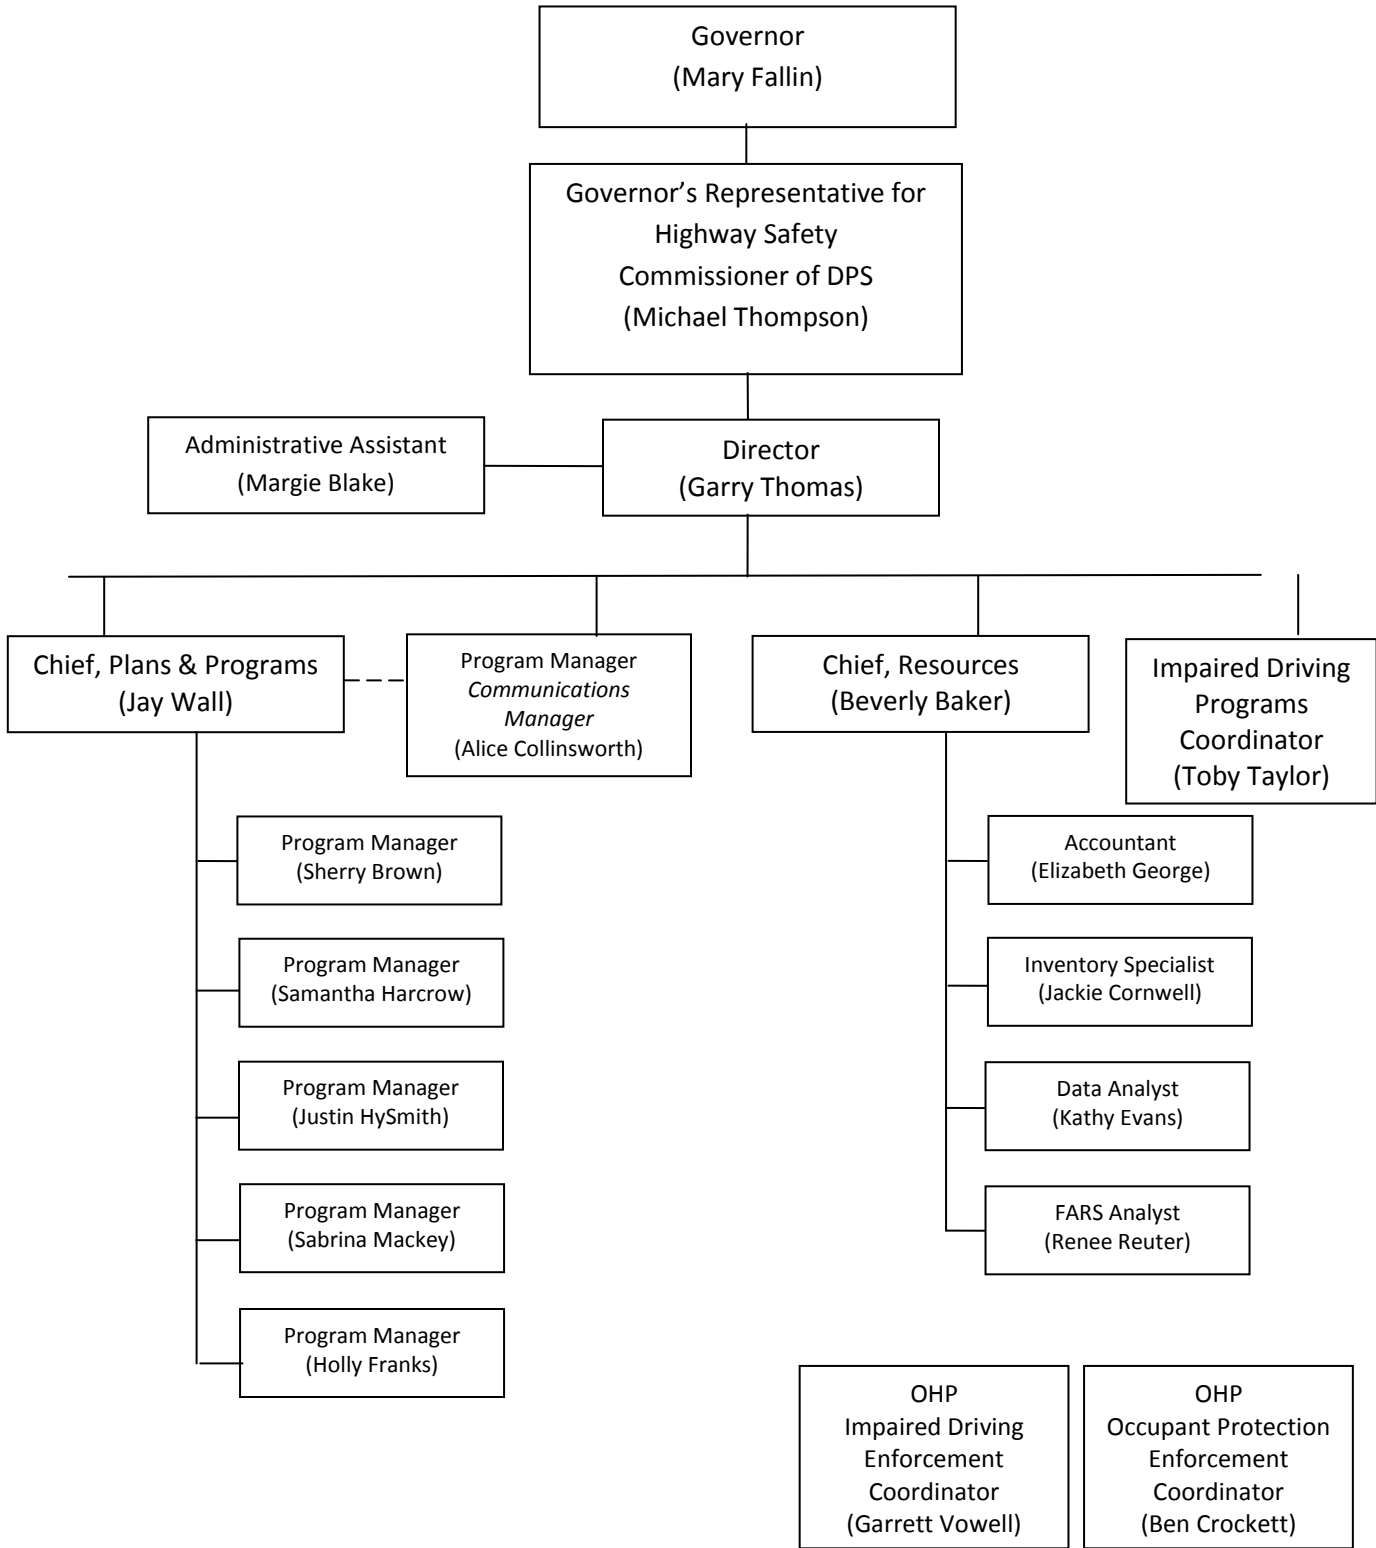 Governor
(Mary Fallin)
Governor’s Representative for
Highway Safety
Commissioner of DPS
(Michael Thompson)
Administrative Assistant
(Margie Blake)
Director
(Garry Thomas)
Chief, Plans & Programs
(Jay Wall)
Program Manager
Communications
Manager
(Alice Collinsworth)
Chief, Resources
(Beverly Baker)
Impaired Driving
Programs
Coordinator
(Toby Taylor)
Program Manager
(Sherry Brown)
Program Manager
(Samantha Harcrow)
Program Manager
(Justin HySmith)
Program Manager
(Sabrina Mackey)
Program Manager
(Holly Franks)
Accountant
(Elizabeth George)
Inventory Specialist
(Jackie Cornwell)
Data Analyst
(Kathy Evans)
FARS Analyst
(Renee Reuter)
OHP
Impaired Driving
Enforcement
Coordinator
(Garrett Vowell)
OHP
Occupant Protection
Enforcement
Coordinator
(Ben Crockett)